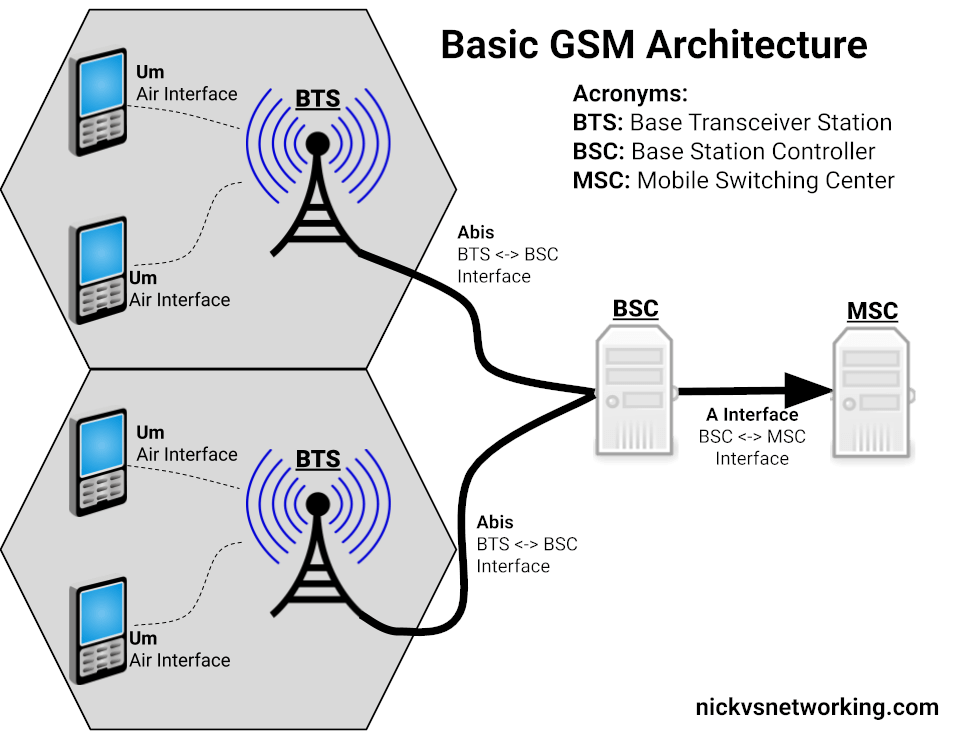 Basic GSM Architecture
Acronyms:
BTS: Base Transceiver Station
BSC: Base Station Controller
MSC: Mobile Switching Center
Um
Air Interface
BTS
Um
Air Interface
Abis
BTS <-> BSC
Interface
BSC
MSC
A Interface
BSC <-> MSC
Interface
Um
Air Interface
BTS
Abis
BTS <-> BSC
Interface
Um
Air Interface
nickvsnetworking.com